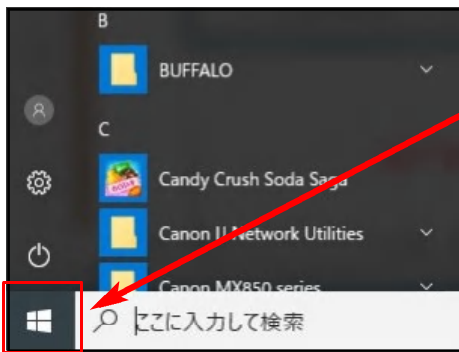 B
BUFFALO
C
Candy Crush Soda Saga
Canon IJ Network Utilities
Canon MX850 series
ここに入力して検索